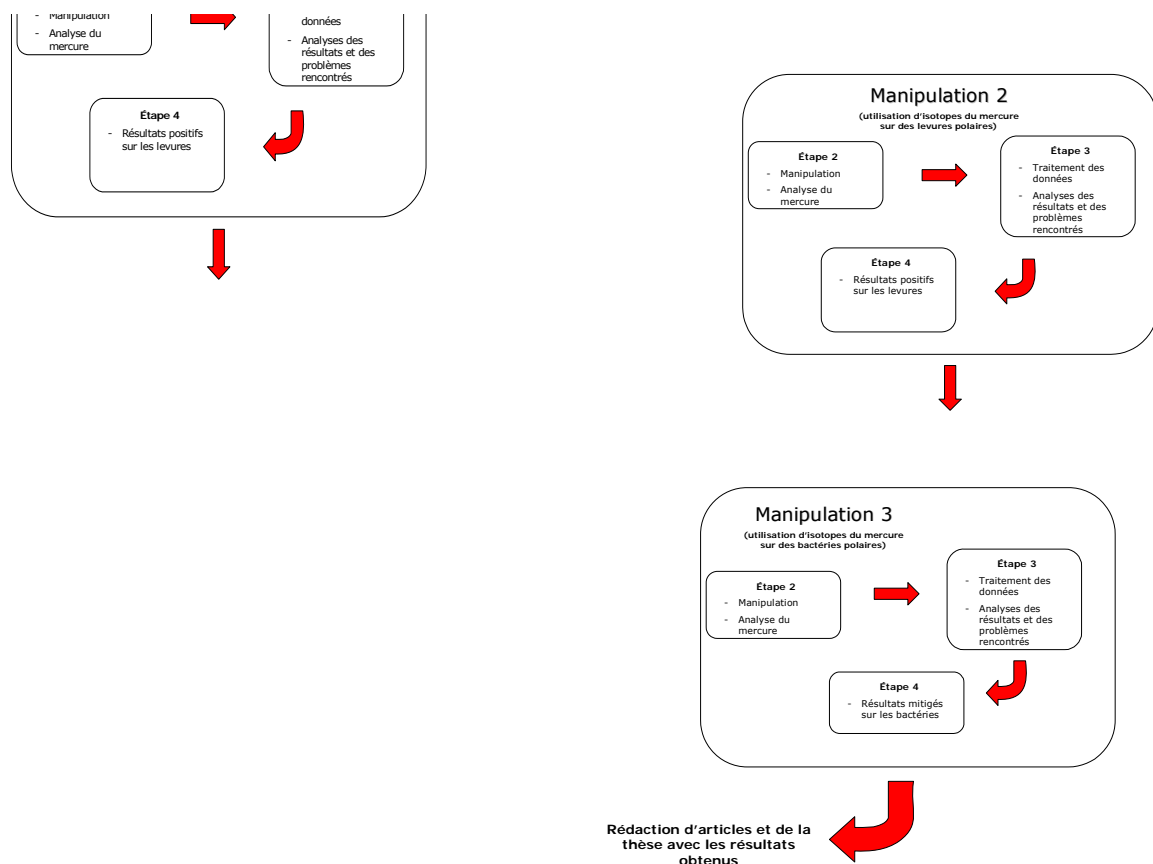 - Manipulation
- Analyse du
mercure
données
- Analyses des
résultats et des
problèmes
rencontrés
Étape 4
- Résultats positifs
sur les levures
Manipulation 2
(utilisation d'isotopes du mercure
sur des levures polaires)
Étape 2
- Manipulation
- Analyse du
mercure
Étape 3
- Traitement des
données
- Analyses des
résultats et des
problèmes
rencontrés
Étape 4
- Résultats positifs
sur les levures
Manipulation 3
(utilisation d'isotopes du mercure
sur des bactéries polaires)
Étape 2
- Manipulation
- Analyse du
mercure
Étape 3
- Traitement des
données
- Analyses des
résultats et des
problèmes
rencontrés
Étape 4
- Résultats mitigés
sur les bactéries
Rédaction d'articles et de la
thèse avec les résultats
obtenus